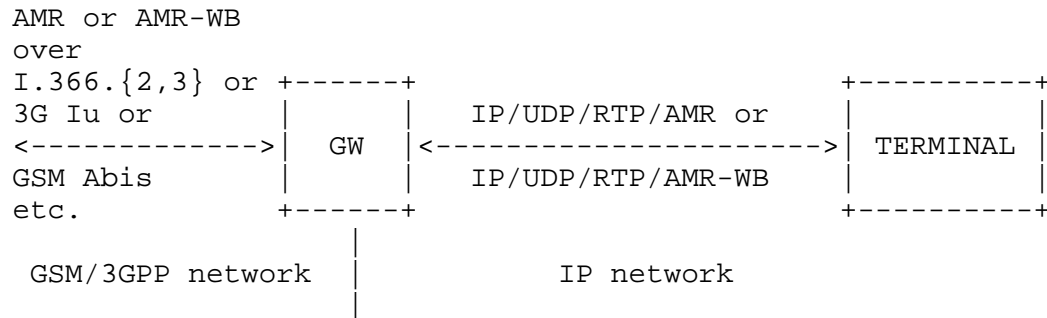 AMR or AMR-WB
over
I.366.{2,3} or +------+                        +----------+
3G Iu or       |      |   IP/UDP/RTP/AMR or    |          |
<------------->|  GW  |<---------------------->| TERMINAL |
GSM Abis       |      |   IP/UDP/RTP/AMR-WB    |          |
etc.           +------+                        +----------+
                   |
 GSM/3GPP network  |           IP network
                   |